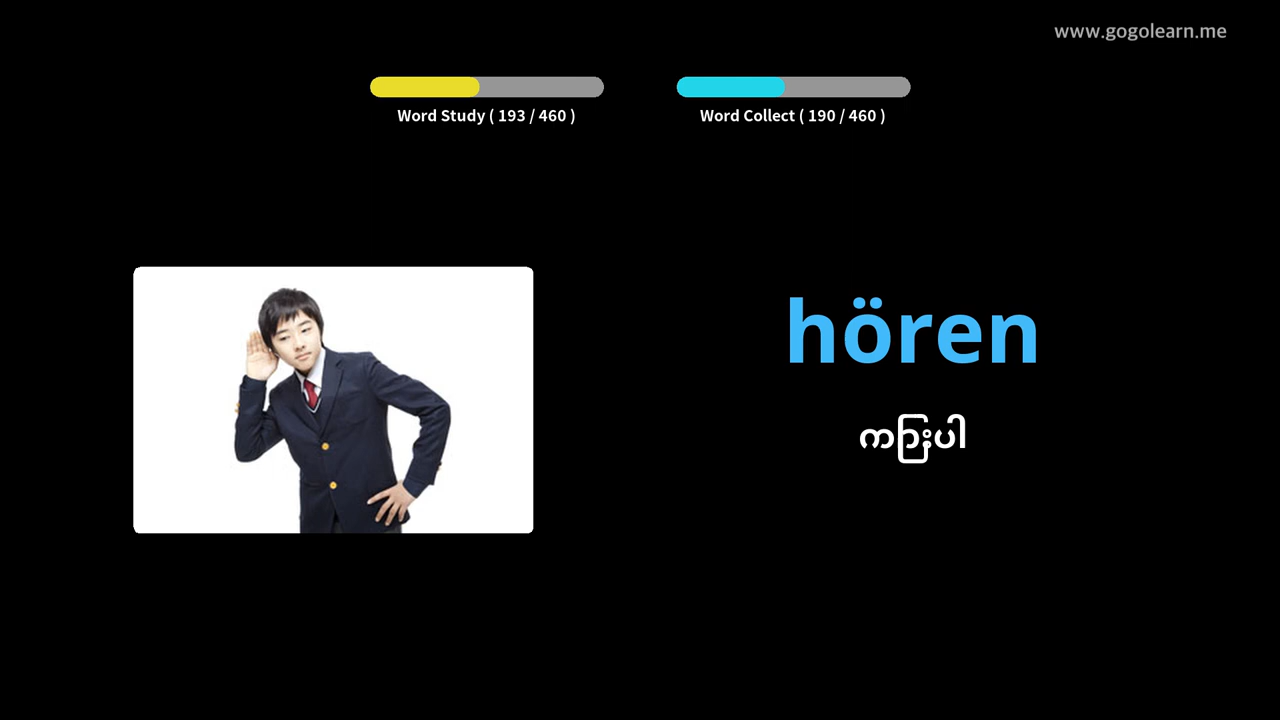 www.gogolearn.me
Word Study ( 193 / 460 )
Word Collect ( 190 / 460 )
hören
ကြားပါ